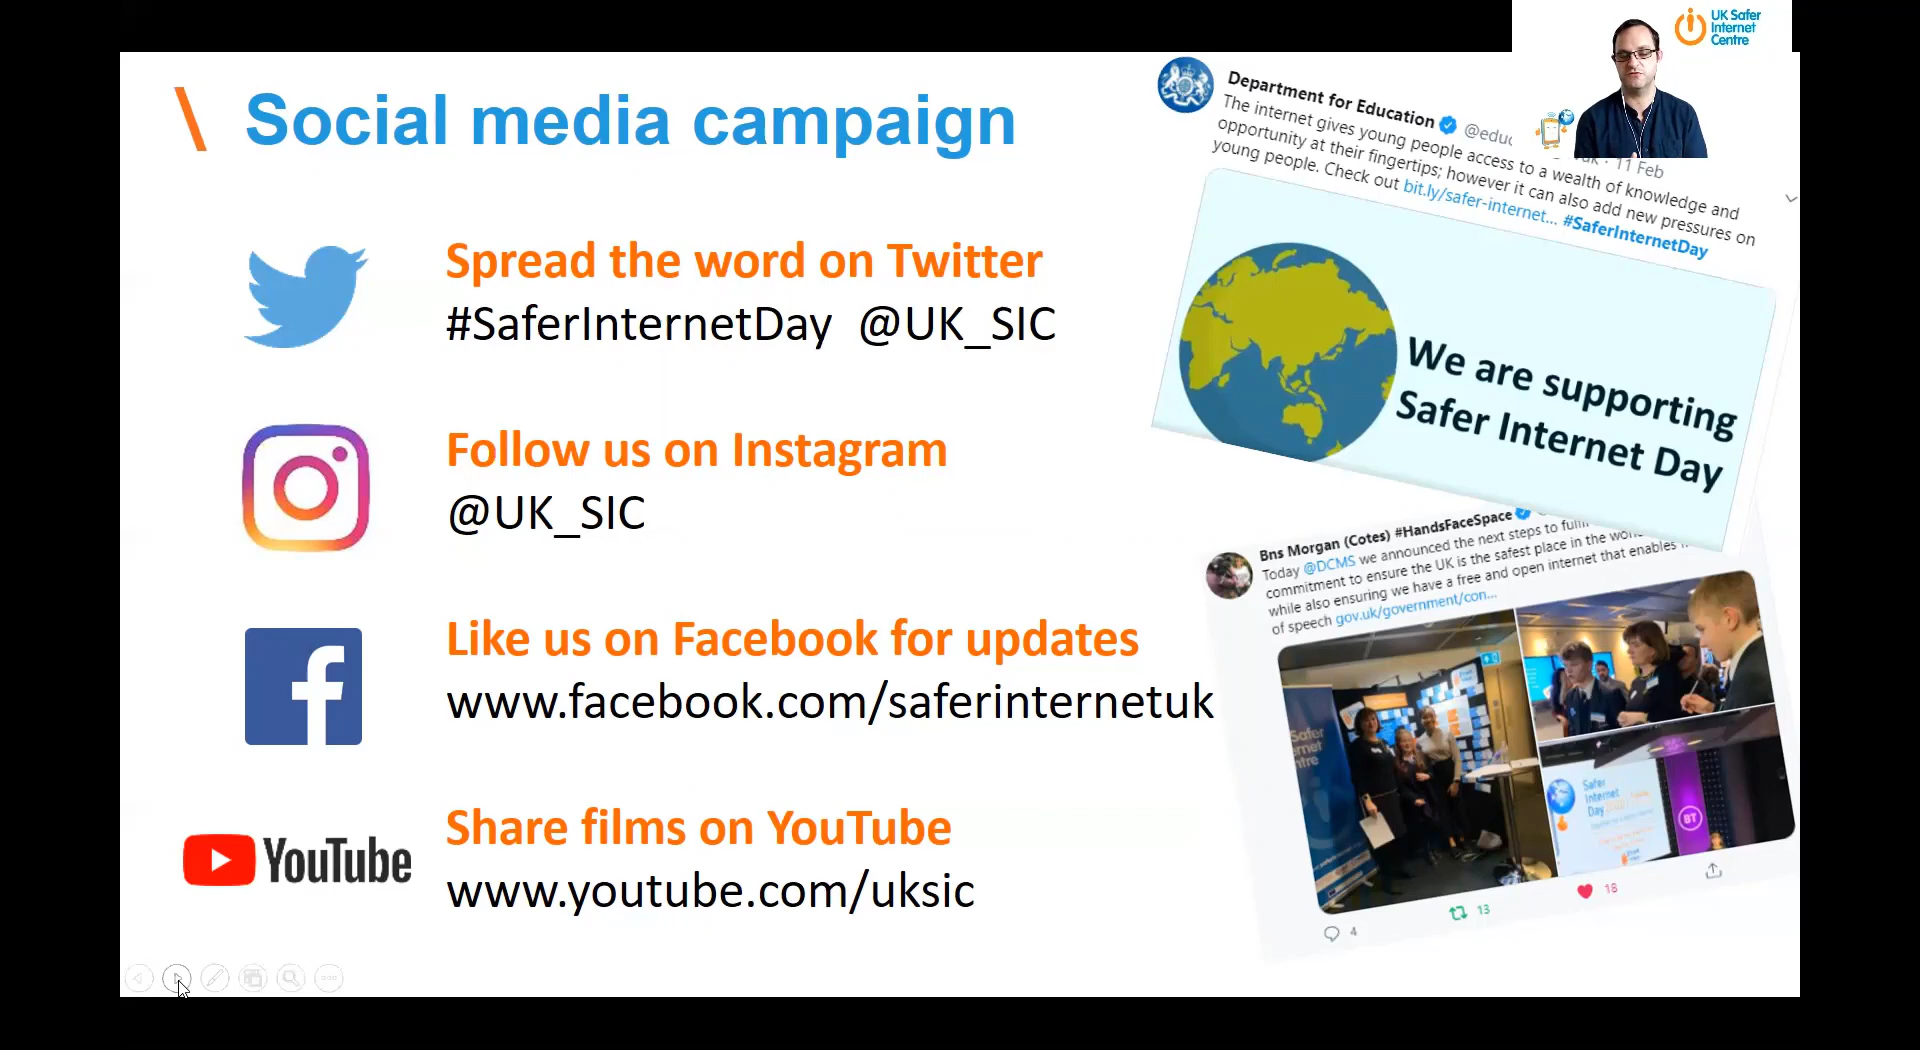 UK Safer
Internet
Centre
\ Social media campaign
Spread the word on Twitter
#SaferInternetDay @UK_SIC
Follow us on Instagram
@UK_SIC
Like us on Facebook for updates
www.facebook.com/saferinternetuk
YouTube
Share films on YouTube
www.youtube.com/uksic
Department for Education
11 Feb
The internet gives young people access to a wealth of knowledge and
opportunity at their fingertips; however it can also add new pressures on
young people. Check out bit.ly/safer-internet... #SaferInternetDay
We are supporting
Safer Internet Day
Bns Morgan (Cotes) #HandsFaceSpace
Today @DCMS we announced the next steps to
commitment to ensure the UK is the safest place in the
while also ensuring we have a free and open internet that enables
of speech gov.uk/government/con...
Safer
Internet
Day
BT
4
13
18